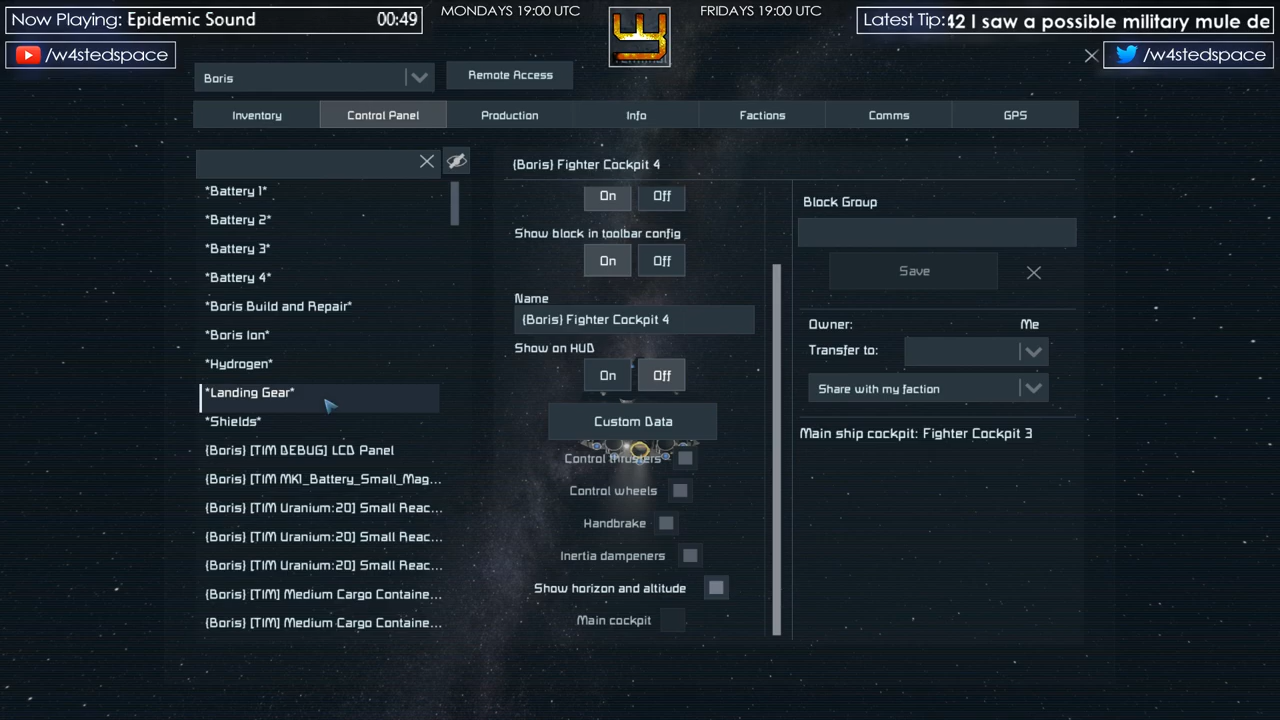 Now Playing: Epidemic Sound 00:49
MONDAYS 19:00 UTC
FRIDAYS 19:00 UTC
Latest Tip: 42 I saw a possible military mule de
/w4stedspace
/w4stedspace
Boris
Remote Access
Inventory
Control Panel
Production
Info
Factions
Comms
GPS
*Battery 1*
*Battery 2*
*Battery 3*
*Battery 4*
*Boris Build and Repair*
*Boris Ion*
*Hydrogen*
*Landing Gear*
*Shields*
{Boris} [TIM DEBUG] LCD Panel
{Boris} [TIM MK1_Battery_Small_Mag...
{Boris} [TIM Uranium:20] Small Reac...
{Boris} [TIM Uranium:20] Small Reac...
{Boris} [TIM Uranium:20] Small Reac...
{Boris} [TIM] Medium Cargo Containe...
{Boris} [TIM] Medium Cargo Containe...
{Boris} Fighter Cockpit 4
On Off
Show block in toolbar config
On Off
Name
{Boris} Fighter Cockpit 4
Show on HUD
On Off
Custom Data
Control thrusters
Control wheels
Handbrake
Inertia dampeners
Show horizon and altitude
Main cockpit
Block Group
Save
Owner: Me
Transfer to:
Share with my faction
Main ship cockpit: Fighter Cockpit 3